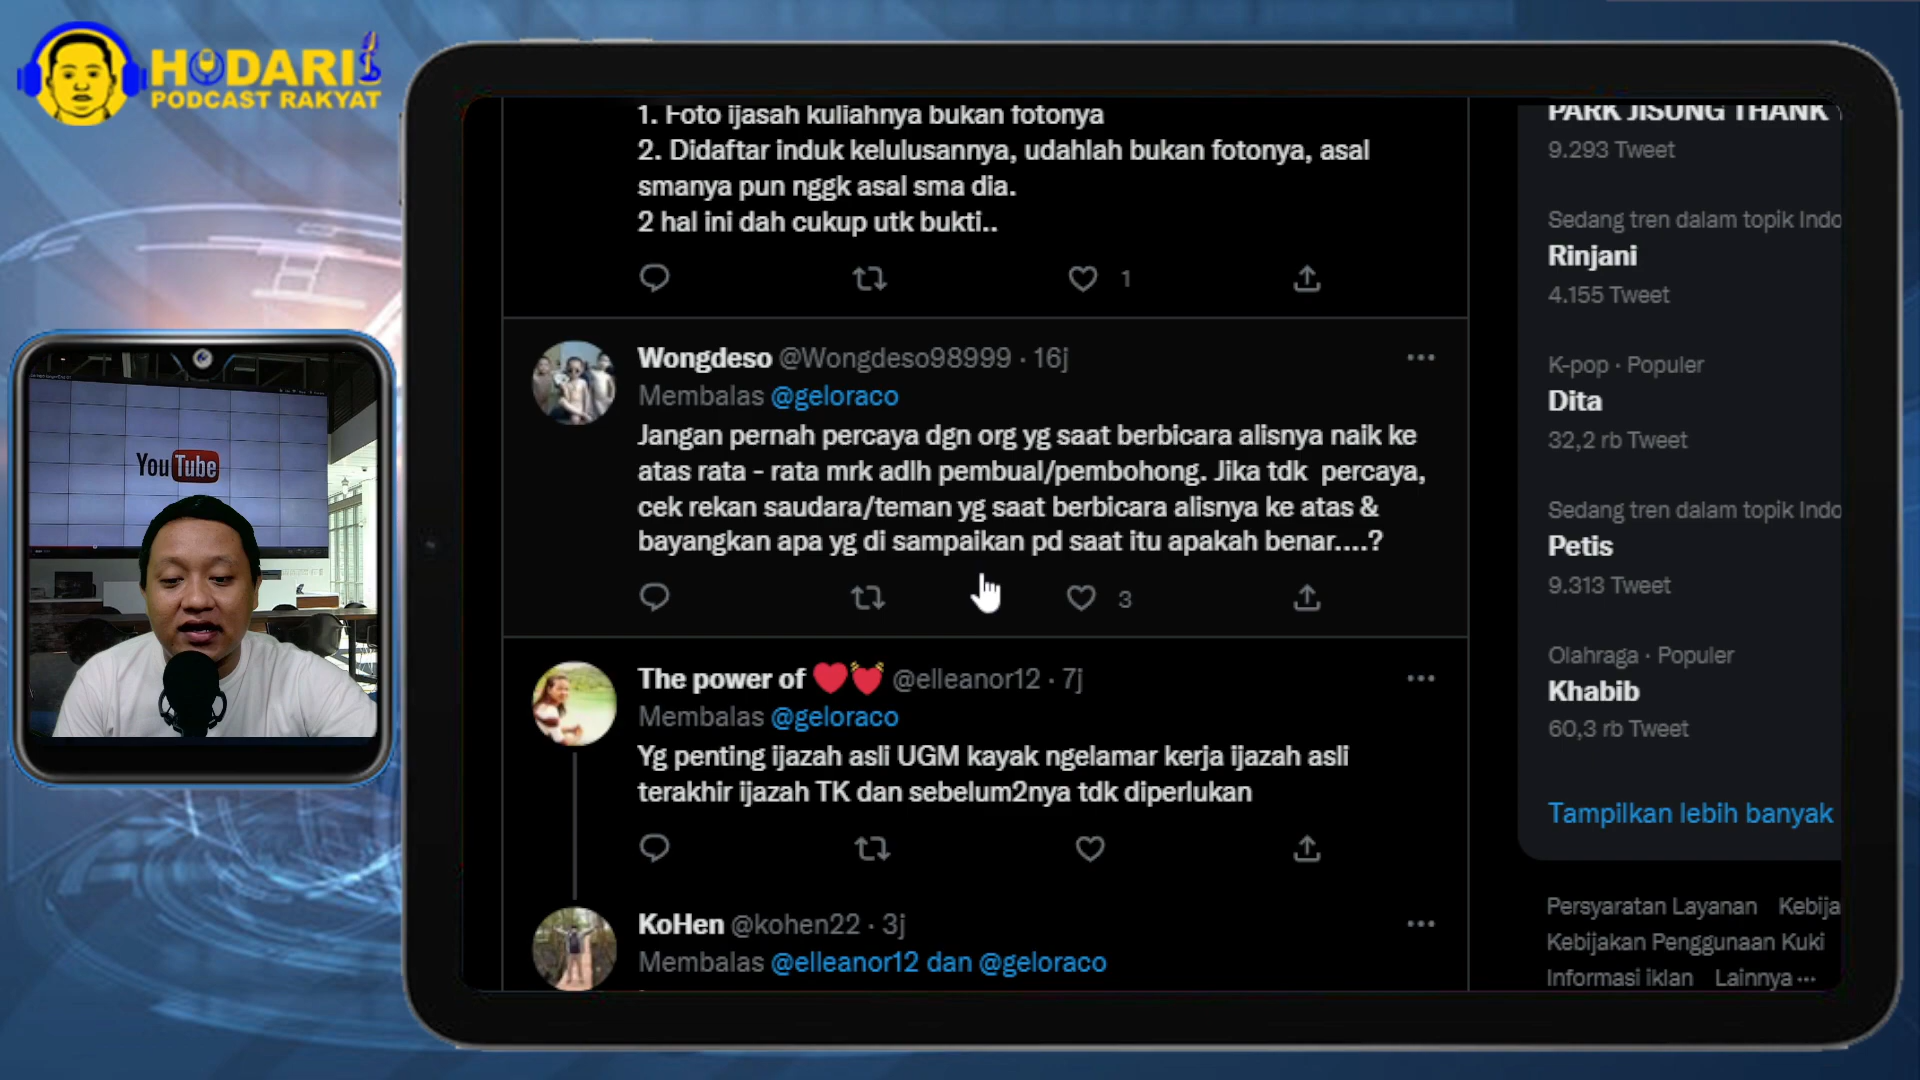 HODARI
PODCAST RAKYAT
YouTube
1. Foto ijasah kuliahnya bukan fotonya
2. Didaftar induk kelulusannya, udahlah bukan fotonya, asal
smanya pun nggk asal sma dia.
2 hal ini dah cukup utk bukti..
1
Wongdeso @Wongdeso98999 · 16j
Membalas @geloraco
Jangan pernah percaya dgn org yg saat berbicara alisnya naik ke
atas rata - rata mrk adlh pembual/pembohong. Jika tdk percaya,
cek rekan saudara/teman yg saat berbicara alisnya ke atas &
bayangkan apa yg di sampaikan pd saat itu apakah benar....?
3
The power of ❤️💓 @elleanor12 · 7j
Membalas @geloraco
Yg penting ijazah asli UGM kayak ngelamar kerja ijazah asli
terakhir ijazah TK dan sebelum2nya tdk diperlukan
KoHen @kohen22 · 3j
Membalas @elleanor12 dan @geloraco
PARK JISUNG THANK
9.293 Tweet
Sedang tren dalam topik Indo
Rinjani
4.155 Tweet
K-pop · Populer
Dita
32,2 rb Tweet
Sedang tren dalam topik Indo
Petis
9.313 Tweet
Olahraga · Populer
Khabib
60,3 rb Tweet
Tampilkan lebih banyak
Persyaratan Layanan Kebija
Kebijakan Penggunaan Kuki
Informasi iklan Lainnya ···